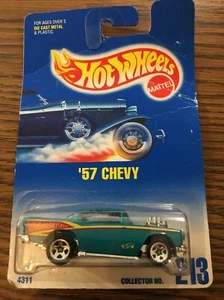 FOR AGES OVER 3
DIE CAST METAL
& PLASTIC
Hot Wheels
MATTEL
'57 CHEVY
4311
COLLECTOR NO.
213